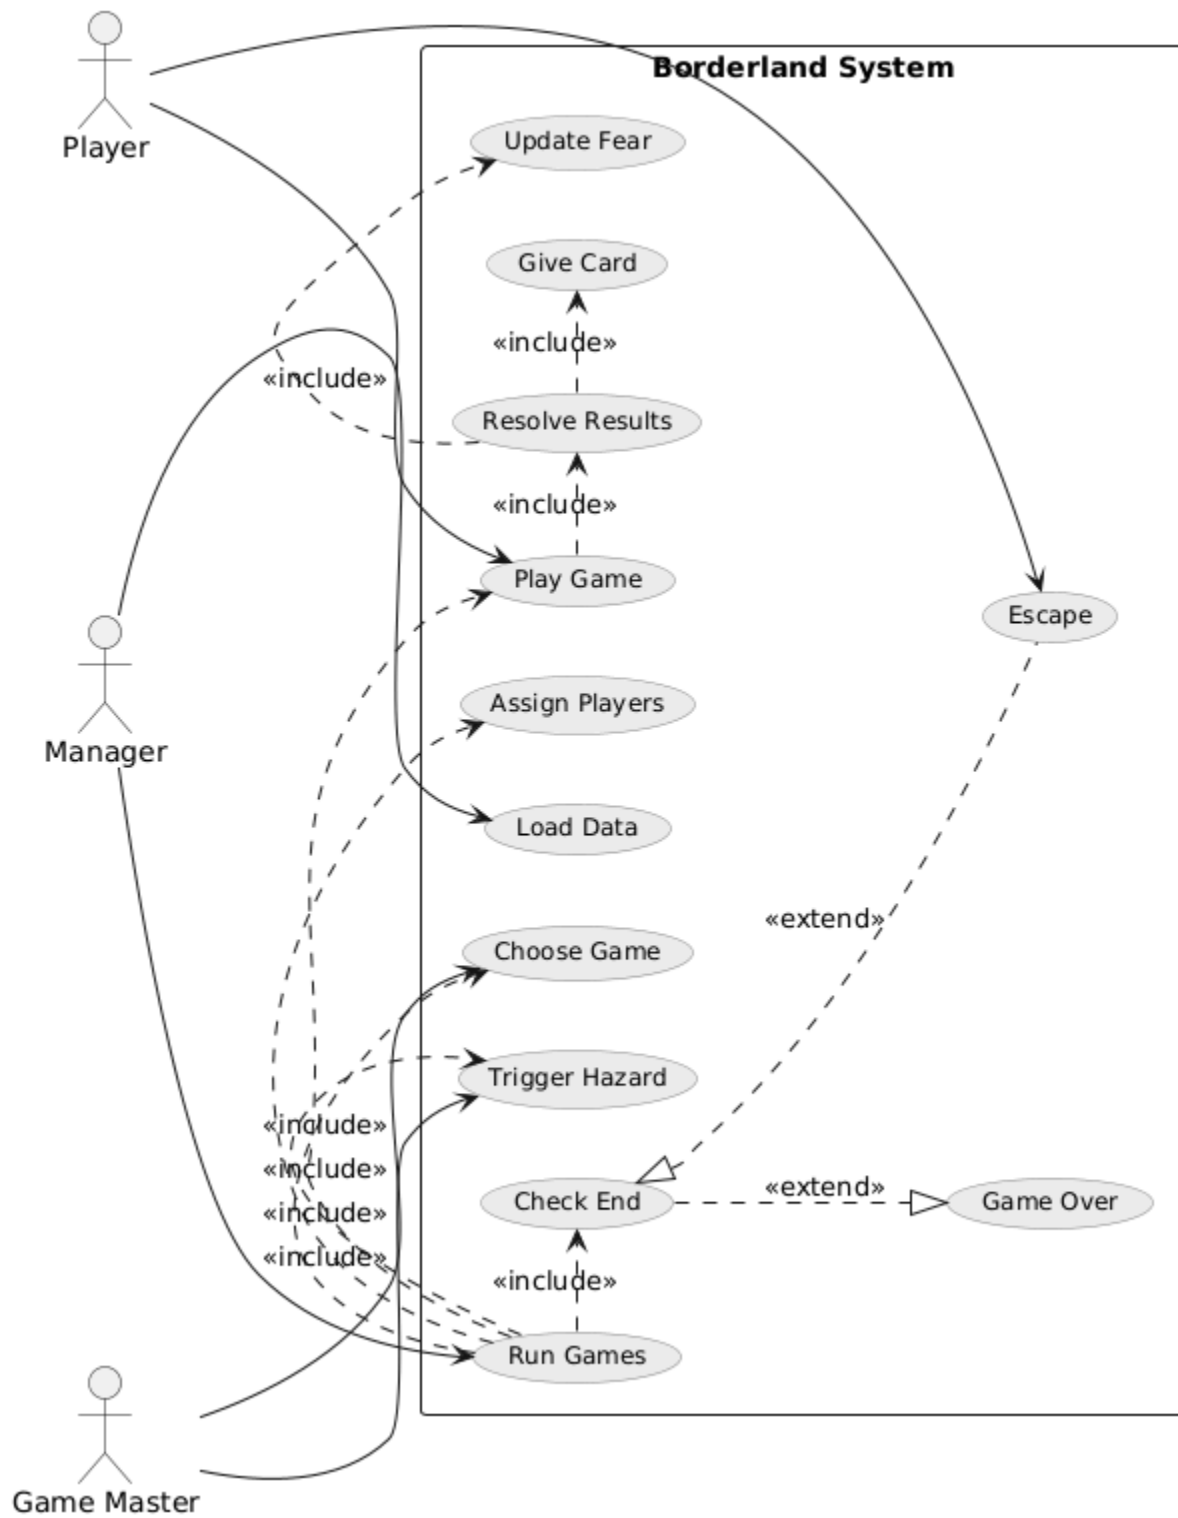 Player
Borderland System
Update Fear
Give Card
«include»
«include»
Resolve Results
«include»
Play Game
Escape
Assign Players
Manager
Load Data
«extend»
Choose Game
Trigger Hazard
«include»
«include»
«include»
«include»
«extend»
Check End
Game Over
«include»
Run Games
Game Master